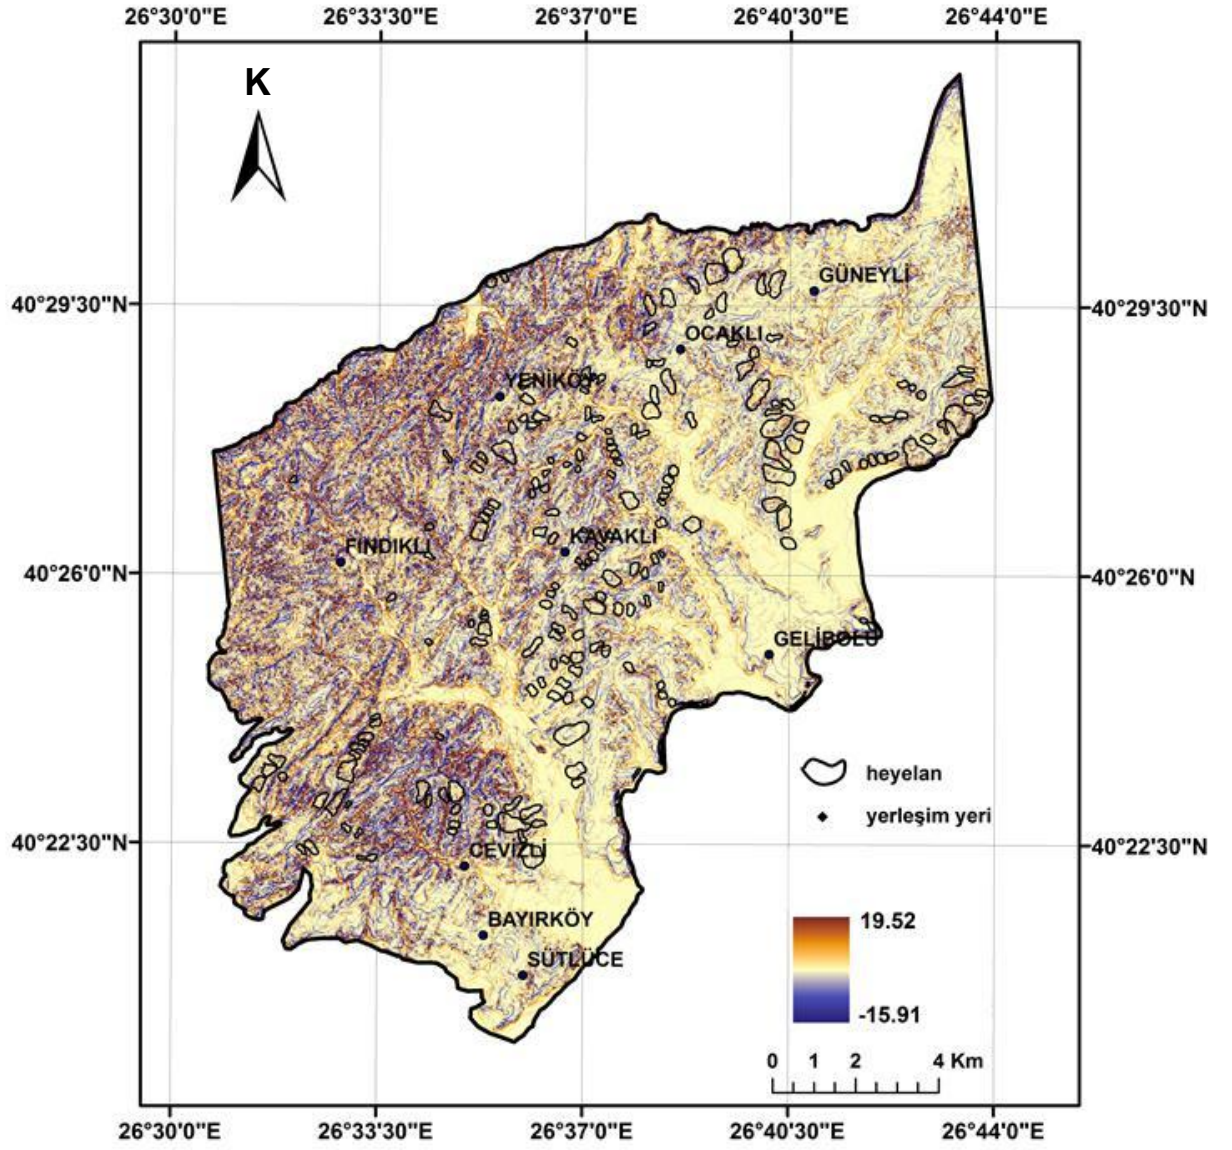 26°30'0"E 26°33'30"E 26°37'0"E 26°40'30"E 26°44'0"E
K
GÜNEYLİ
40°29'30"N 40°29'30"N
OCAKLI
YENİKÖY
KAVAKLI
FINDIKLI
40°26'0"N 40°26'0"N
GELİBOLU
heyelan
yerleşim yeri
40°22'30"N 40°22'30"N
CEVİZLİ
BAYIRKÖY
19.52
SÜTLÜCE
-15.91
0 1 2 4 Km
26°30'0"E 26°33'30"E 26°37'0"E 26°40'30"E 26°44'0"E